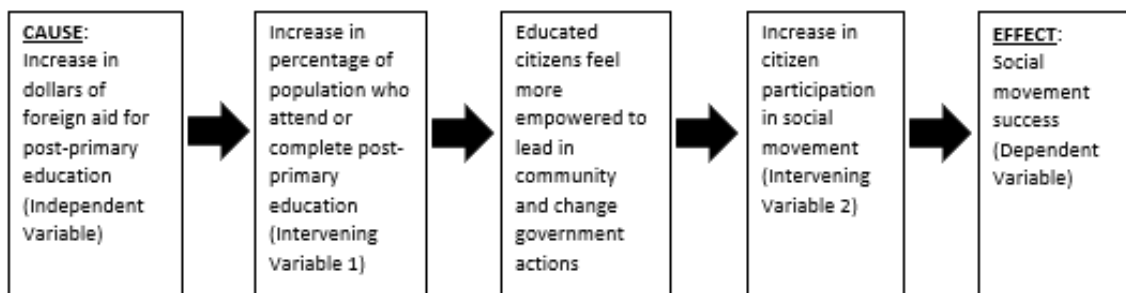 CAUSE:
Increase in
dollars of
foreign aid for
post-primary
education
(Independent
Variable)
Increase in
percentage of
population who
attend or
complete post-
primary
education
(Intervening
Variable 1)
Educated
citizens feel
more
empowered to
lead in
community
and change
government
actions
Increase in
citizen
participation
in social
movement
(Intervening
Variable 2)
EFFECT:
Social
movement
success
(Dependent
Variable)